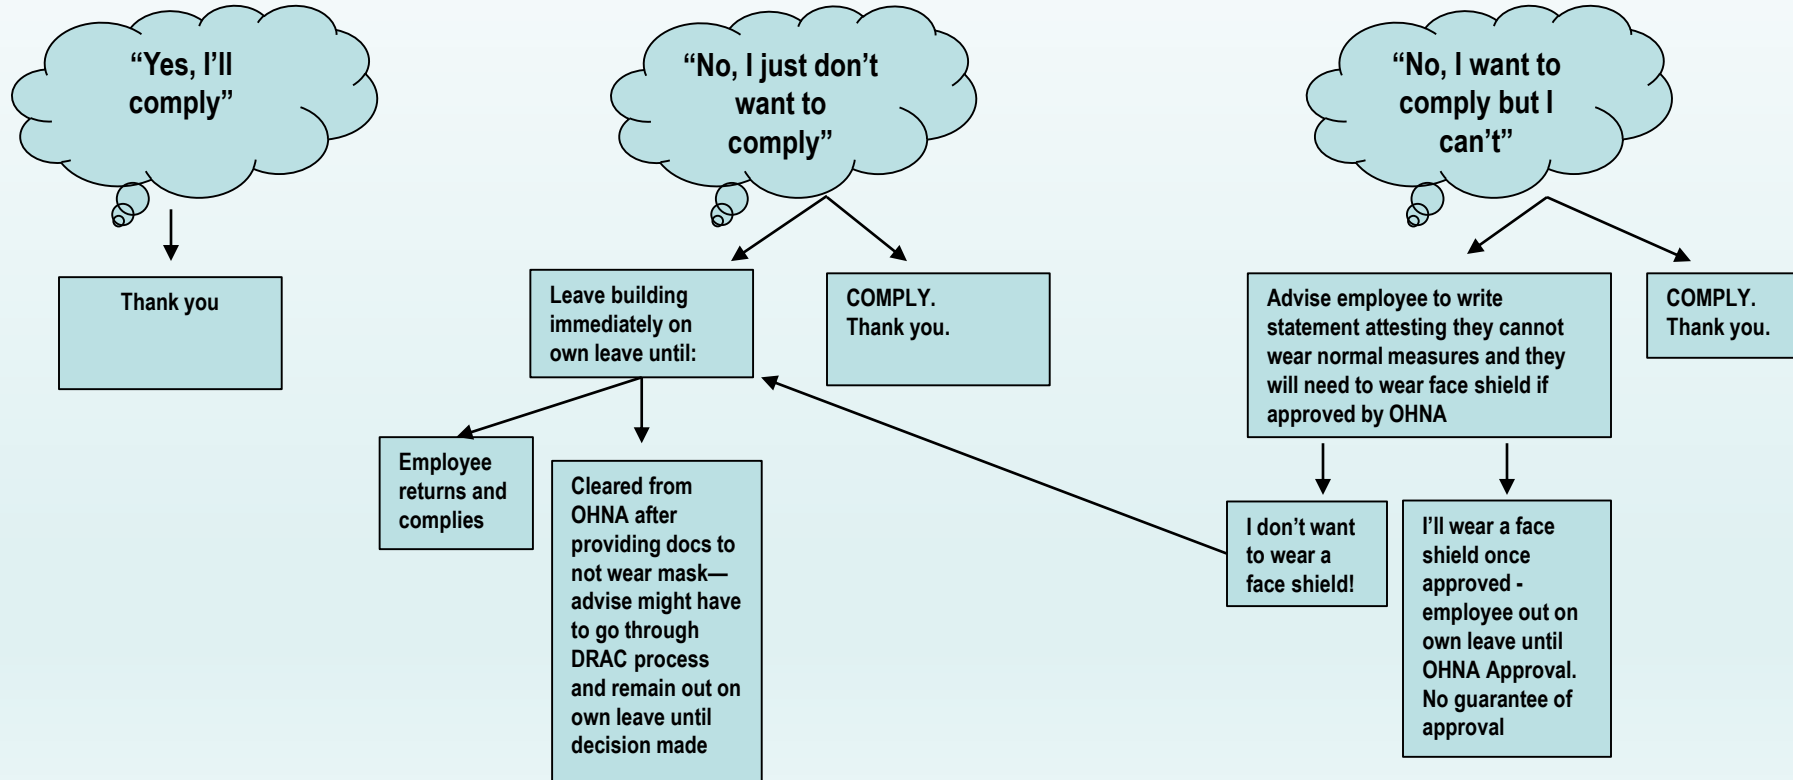 “Yes, I’ll
comply”
“No, I just don’t
want to
comply”
“No, I want to
comply but I
can’t”
Thank you
Leave building
immediately on
own leave until:
COMPLY.
Thank you.
Advise employee to write
statement attesting they cannot
wear normal measures and they
will need to wear face shield if
approved by OHNA
COMPLY.
Thank you.
Employee
returns and
complies
Cleared from
OHNA after
providing docs to
not wear mask—
advise might have
to go through
DRAC process
and remain out on
own leave until
decision made
I don’t want
to wear a
face shield!
I’ll wear a face
shield once
approved -
employee out on
own leave until
OHNA Approval.
No guarantee of
approval